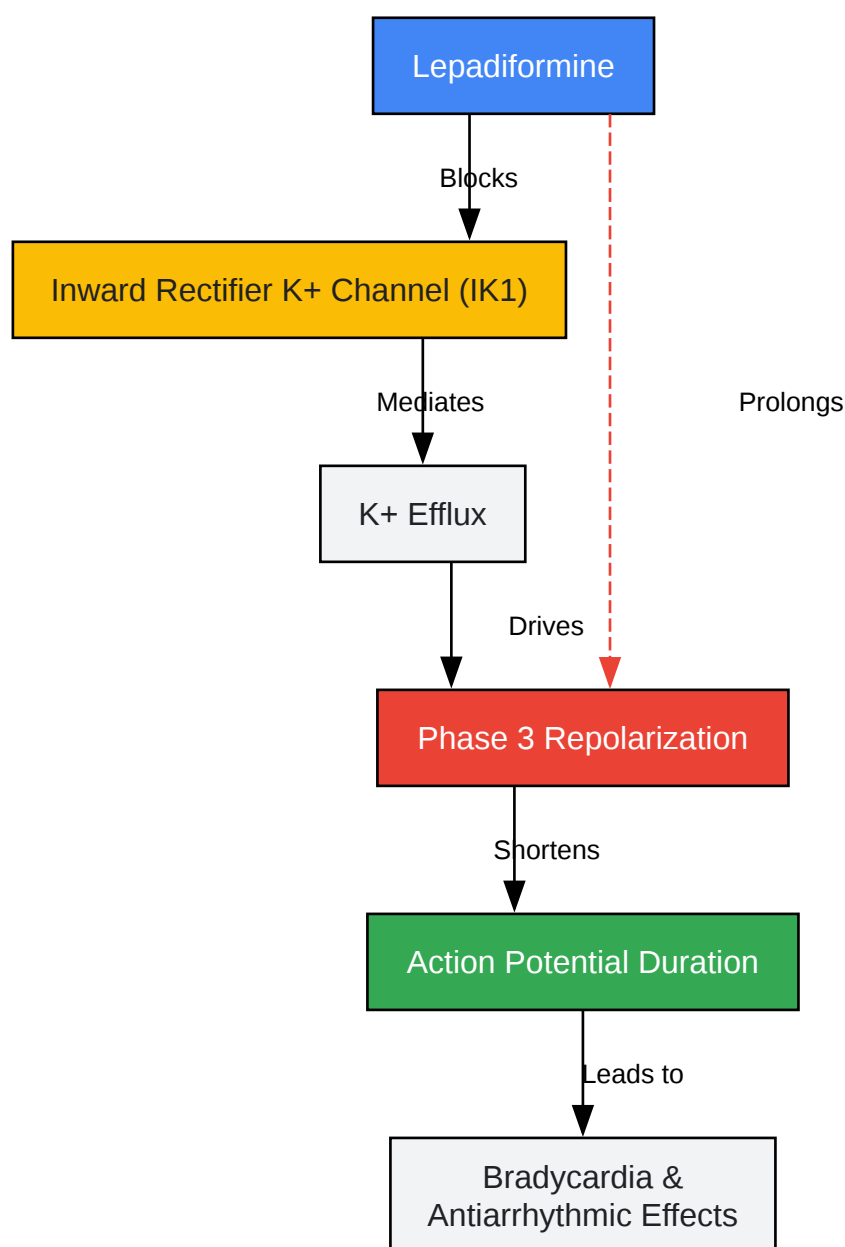 Lepadiformine
Blocks
Inward Rectifier K+ Channel (IK1)
Mediates
Prolongs
K+ Efflux
Drives
Phase 3 Repolarization
Shortens
Action Potential Duration
Leads to
Bradycardia &
Antiarrhythmic Effects